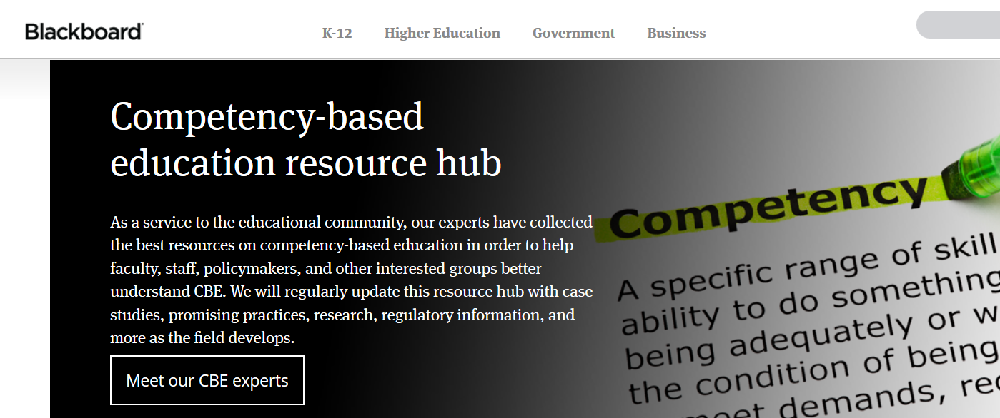 Blackboard
K-12 Higher Education Government Business
Competency-based
education resource hub
As a service to the educational community, our experts have collected
the best resources on competency-based education in order to help
faculty, staff, policymakers, and other interested groups better
understand CBE. We will regularly update this resource hub with case
studies, promising practices, research, regulatory information, and
more as the field develops.
Meet our CBE experts
Competency
A specific range of skill
ability to do something
being adequately or
the condition of being
meet demands,